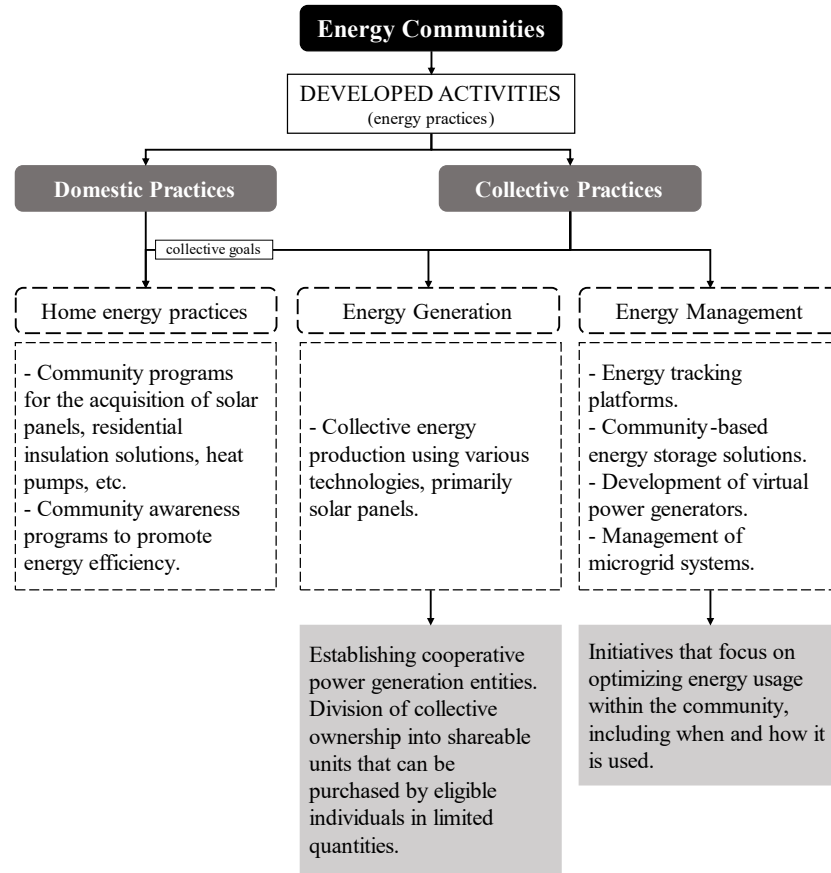 Energy Communities
DEVELOPED ACTIVITIES
(energy practices)
Domestic Practices
Collective Practices
collective goals
Home energy practices
Energy Generation
Energy Management
- Community programs
for the acquisition of solar
panels, residential
insulation solutions, heat
pumps, etc.
- Community awareness
programs to promote
energy efficiency.
- Collective energy
production using various
technologies, primarily
solar panels.
- Energy tracking
platforms.
- Community-based
energy storage solutions.
- Development of virtual
power generators.
- Management of
microgrid systems.
Establishing cooperative
power generation entities.
Division of collective
ownership into shareable
units that can be
purchased by eligible
individuals in limited
quantities.
Initiatives that focus on
optimizing energy usage
within the community,
including when and how it
is used.